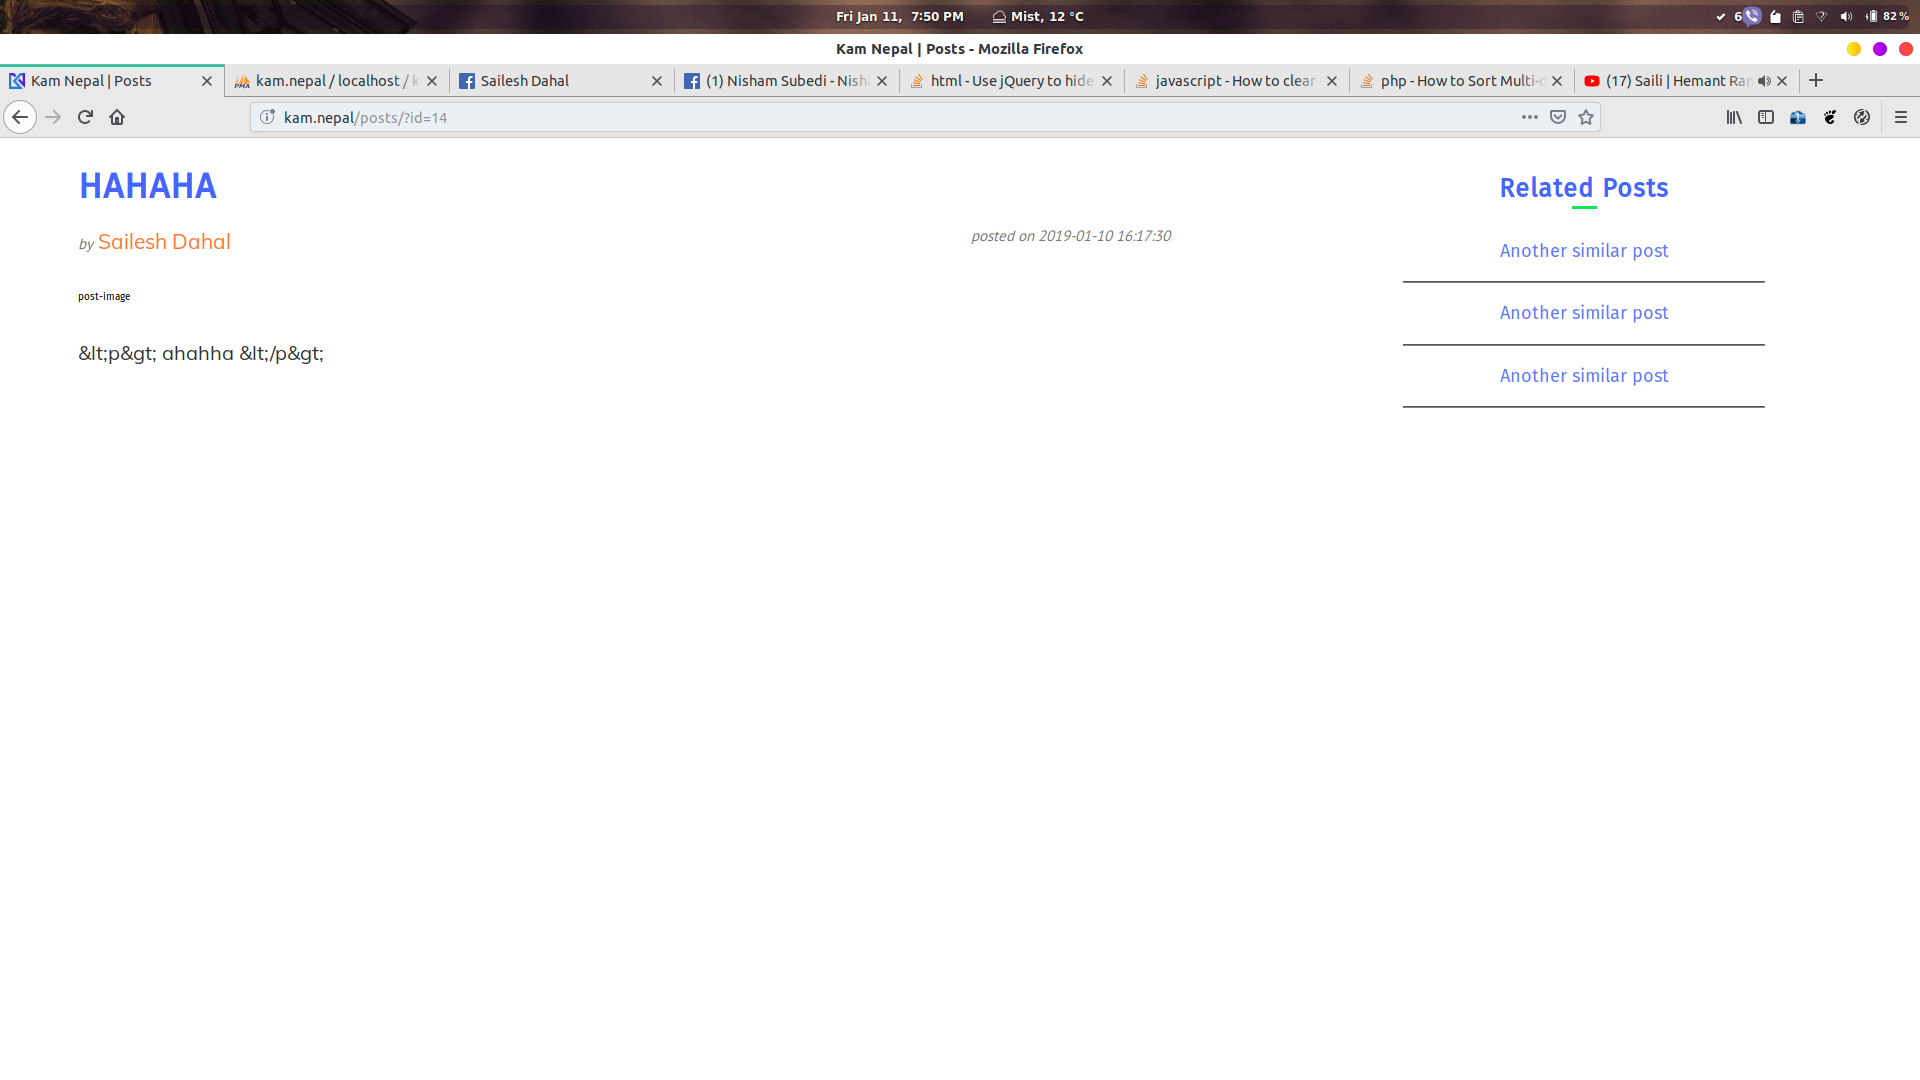 Fri Jan 11, 7:50 PM Mist, 12 °C 6 82%
Kam Nepal | Posts - Mozilla Firefox
Kam Nepal | Posts
kam.nepal / localhost / k
Sailesh Dahal
(1) Nisham Subedi - Nish
html - Use jQuery to hide
javascript - How to clear
php - How to Sort Multi-
(17) Saili | Hemant Ran
kam.nepal/posts/?id=14
HAHAHA
by Sailesh Dahal
posted on 2019-01-10 16:17:30
post-image
&lt;p&gt; ahahha &lt;/p&gt;
Related Posts
Another similar post
Another similar post
Another similar post